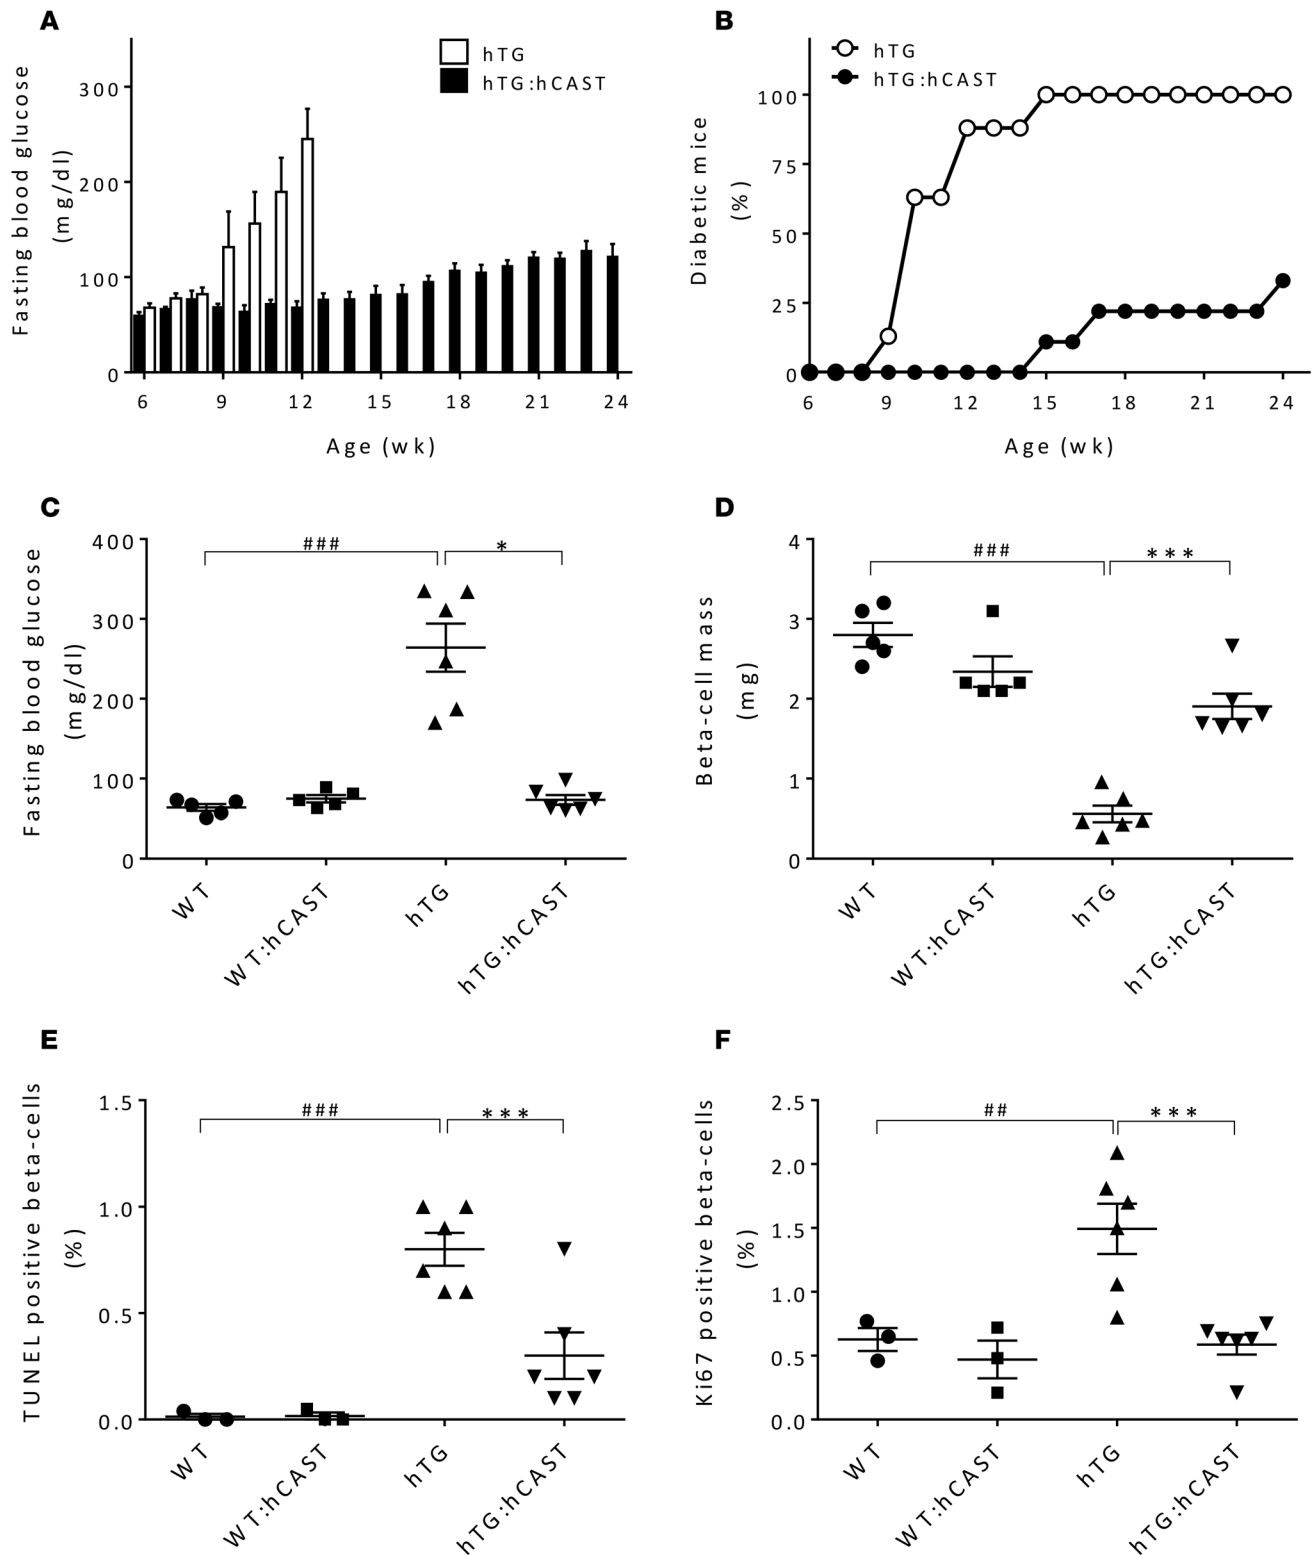 A
Fasting blood glucose
(mg/dl)
300
200
100
0
hTG
hTG:hCAST
6 9 12 15 18 21 24
Age (wk)
B
Diabetic mice
(%)
100
75
50
25
0
hTG
hTG:hCAST
6 9 12 15 18 21 24
Age (wk)
C
Fasting blood glucose
(mg/dl)
400
300
200
100
0
### *
WT WT:hCAST hTG hTG:hCAST
D
Beta-cell mass
(mg)
4
3
2
1
0
### ***
WT WT:hCAST hTG hTG:hCAST
E
TUNEL positive beta-cells
(%)
1.5
1.0
0.5
0.0
### ***
WT WT:hCAST hTG hTG:hCAST
F
Ki67 positive beta-cells
(%)
2.5
2.0
1.5
1.0
0.5
0.0
## ***
WT WT:hCAST hTG hTG:hCAST